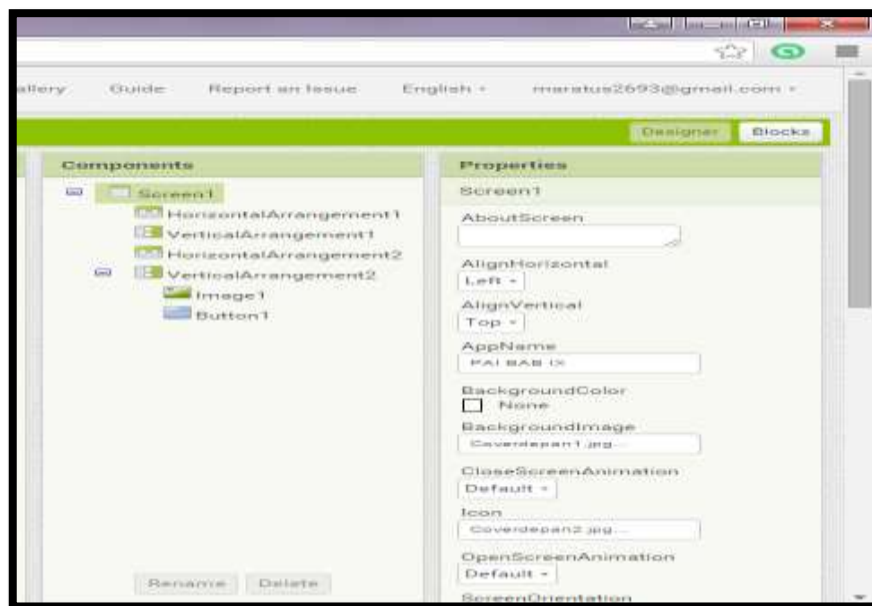 allery Guide Report an Issue English maratus2693@gmail.com
Designer Blocks
Components
Screen1
HorizontalArrangement1
VerticalArrangement1
HorizontalArrangement2
VerticalArrangement2
Image1
Button1
Rename Delete
Properties
Screen1
AboutScreen
AlignHorizontal
Left
AlignVertical
Top
AppName
PAI BAB IX
BackgroundColor
None
BackgroundImage
Coverdepan1.jpg...
CloseScreenAnimation
Default
Icon
Coverdepan2.jpg...
OpenScreenAnimation
Default
ScreenOrientation